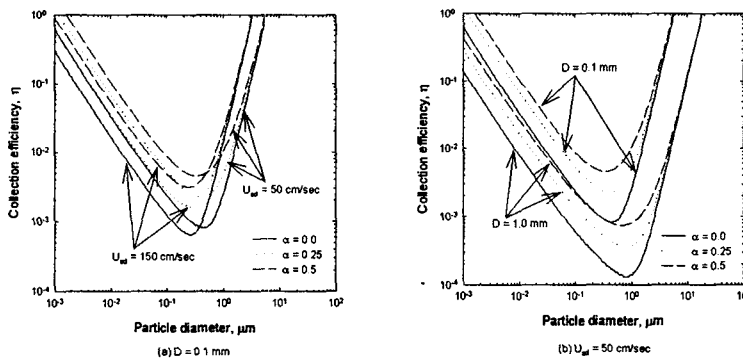 Collection efficiency, η
10⁰
10⁻¹
10⁻²
10⁻³
10⁻⁴
U_ad = 50 cm/sec
U_ad = 150 cm/sec
α = 0.0
α = 0.25
α = 0.5
10⁻³ 10⁻² 10⁻¹ 10⁰ 10¹ 10²
Particle diameter, μm
(a) D = 0.1 mm
Collection efficiency, η
10⁰
10⁻¹
10⁻²
10⁻³
10⁻⁴
D = 0.1 mm
D = 1.0 mm
α = 0.0
α = 0.25
α = 0.5
10⁻³ 10⁻² 10⁻¹ 10⁰ 10¹
Particle diameter, μm
(b) U_ad = 50 cm/sec